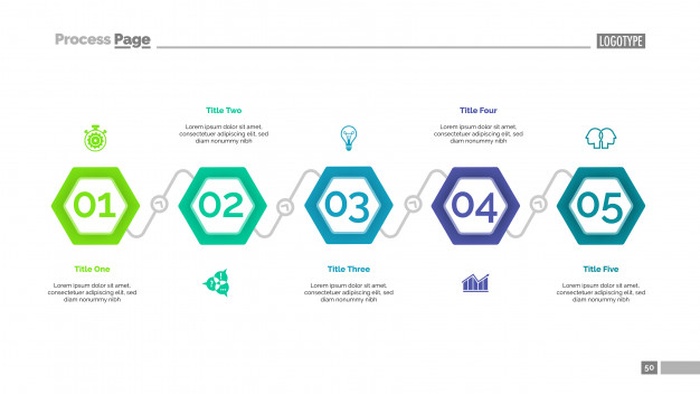 Process Page
LOGOTYPE
Title Two
Lorem ipsum dolor sit amet,
consectetuer adipiscing elit, sed
diam nonummy nibh
Title Four
Lorem ipsum dolor sit amet,
consectetuer adipiscing elit, sed
diam nonummy nibh
01
02
03
04
05
Title One
Lorem ipsum dolor sit amet,
consectetuer adipiscing elit, sed
diam nonummy nibh
Title Three
Lorem ipsum dolor sit amet,
consectetuer adipiscing elit, sed
diam nonummy nibh
Title Five
Lorem ipsum dolor sit amet,
consectetuer adipiscing elit, sed
diam nonummy nibh
50